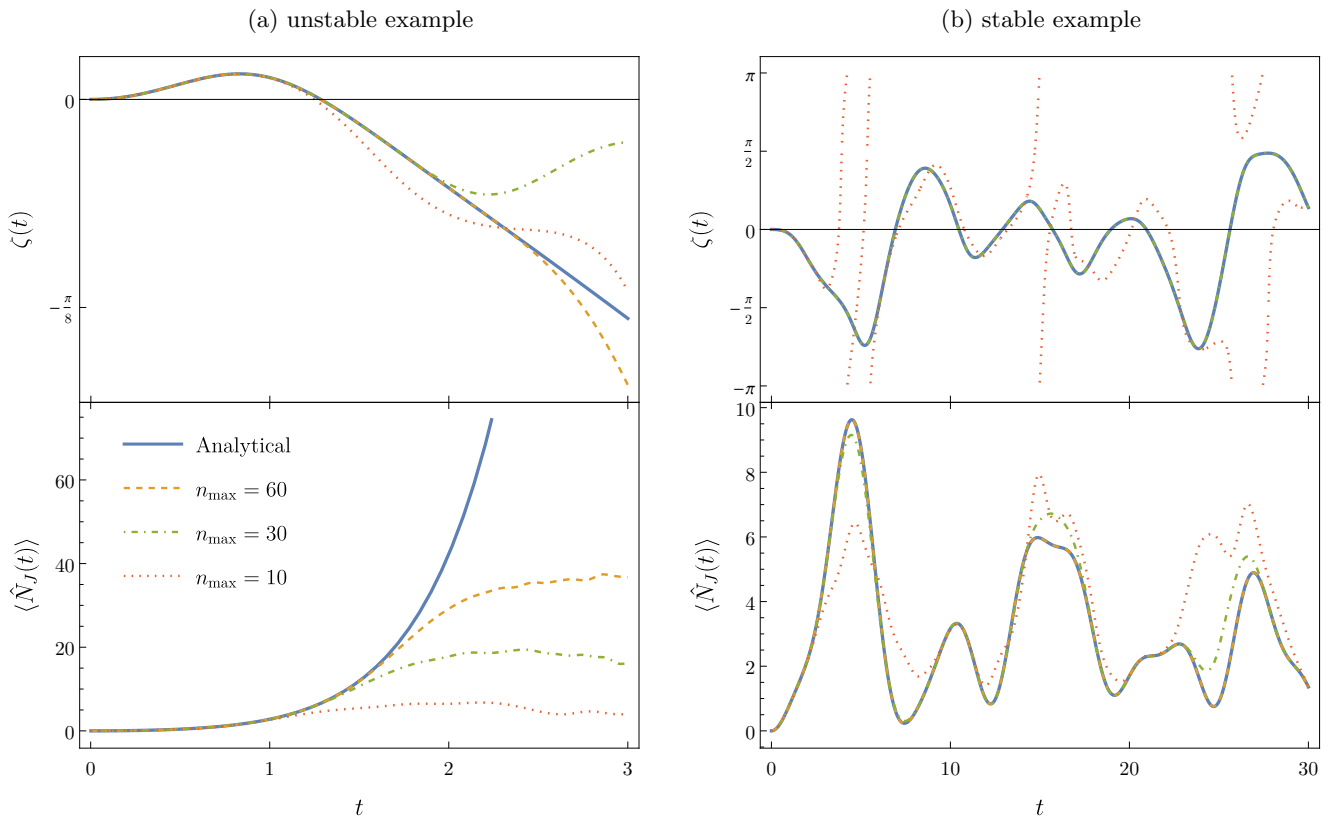 (a) unstable example
(b) stable example
ζ(t)
0
-π/8
ζ(t)
π
π/2
0
-π/2
-π
⟨N̂_J(t)⟩
60
40
20
0
Analytical
n_max = 60
n_max = 30
n_max = 10
0 1 2 3
t
⟨N̂_J(t)⟩
10
8
6
4
2
0
0 10 20 30
t